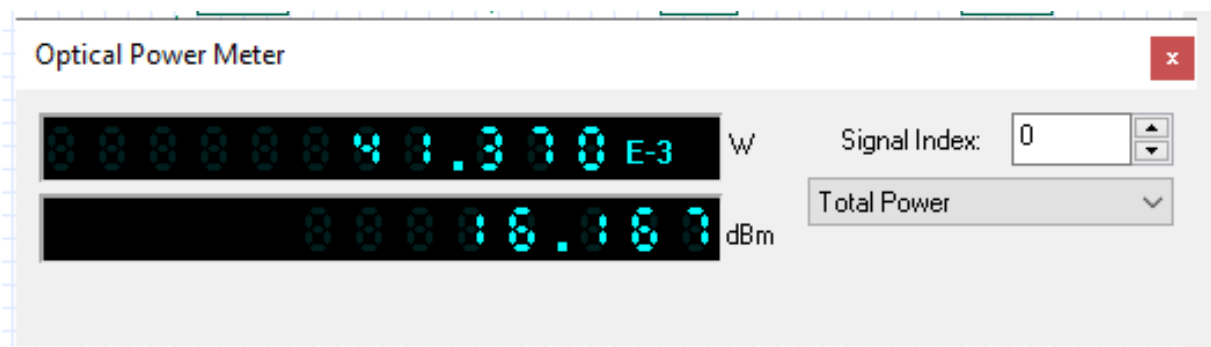 Optical Power Meter
x
41.370 E-3 W
Signal Index: 0
Total Power
16.167 dBm